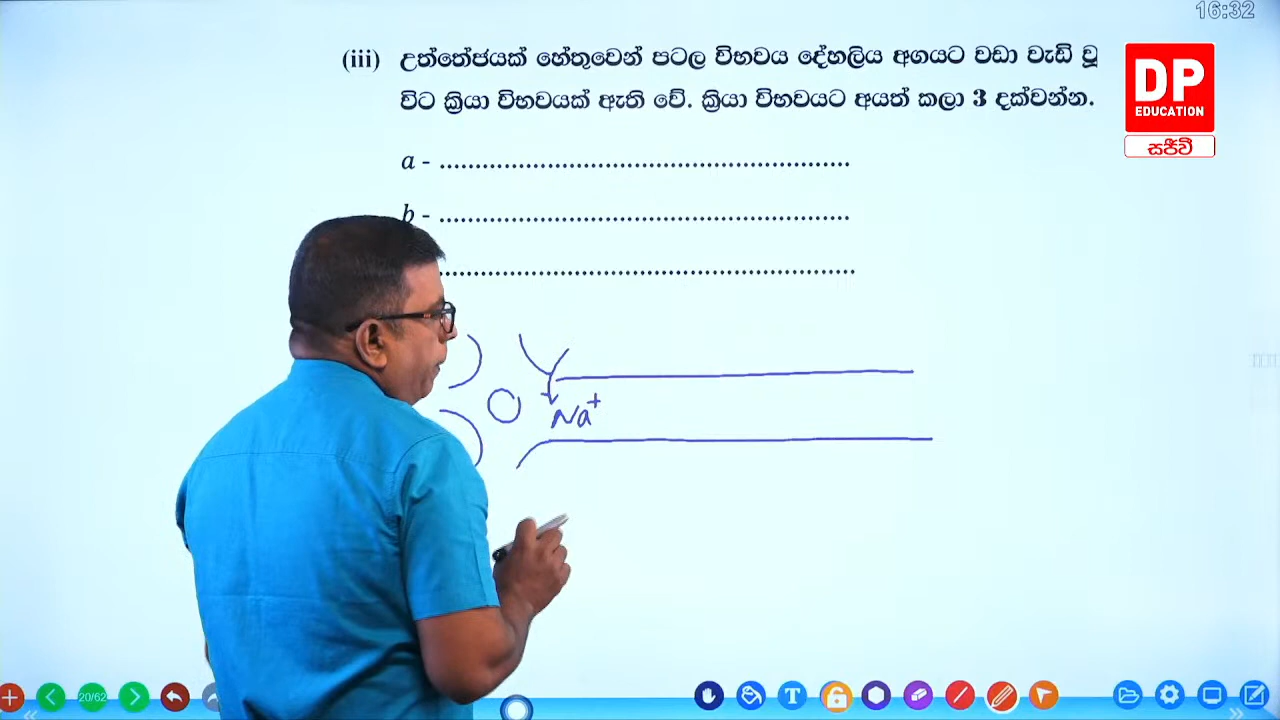 16:32
(iii) උත්තේජයක් හේතුවෙන් පටල විභවය දේහලිය අගයට වඩා වැඩි වූ
විට ක්‍රියා විභවයක් ඇති වේ. ක්‍රියා විභවයට අයත් කලා 3 දක්වන්න.
DP
EDUCATION
සජීවී
a - ..........................................................
b - ..........................................................
..........................................................
Na+
20/62
T